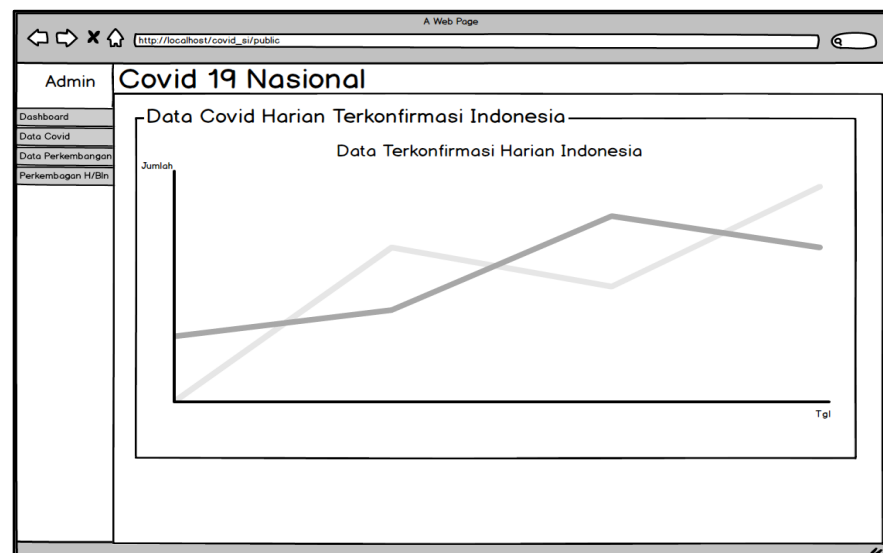 A Web Page
http://localhost/covid_si/public
Admin
Covid 19 Nasional
Dashboard
Data Covid
Data Perkembangan
Perkembagan H/Bln
Data Covid Harian Terkonfirmasi Indonesia
Data Terkonfirmasi Harian Indonesia
Jumlah
Tgl